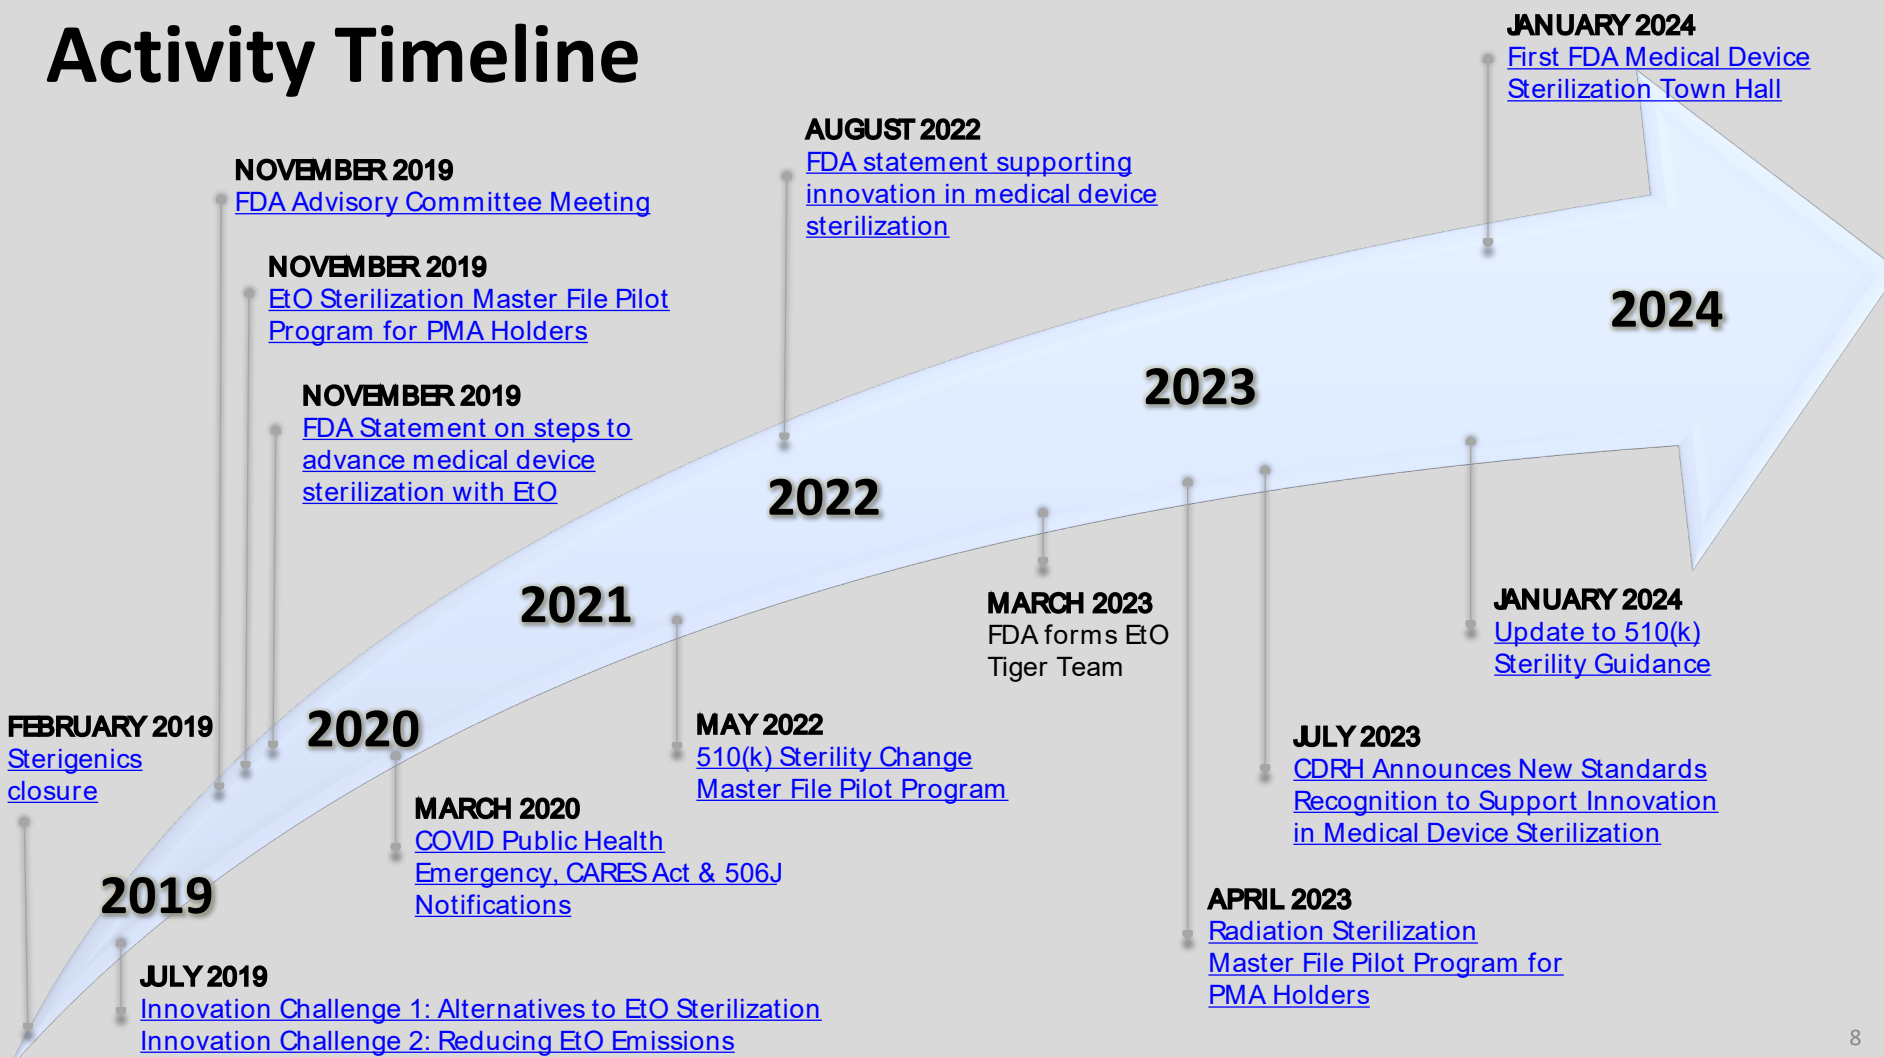 Activity Timeline
JANUARY 2024
First FDA Medical Device
Sterilization Town Hall
AUGUST 2022
FDA statement supporting
innovation in medical device
sterilization
NOVEMBER 2019
FDA Advisory Committee Meeting
NOVEMBER 2019
EtO Sterilization Master File Pilot
Program for PMA Holders
NOVEMBER 2019
FDA Statement on steps to
advance medical device
sterilization with EtO
2024
2023
2022
2021
2020
2019
FEBRUARY 2019
Sterigenics
closure
JULY 2019
Innovation Challenge 1: Alternatives to EtO Sterilization
Innovation Challenge 2: Reducing EtO Emissions
MARCH 2020
COVID Public Health
Emergency, CARES Act & 506J
Notifications
MAY 2022
510(k) Sterility Change
Master File Pilot Program
MARCH 2023
FDA forms EtO
Tiger Team
APRIL 2023
Radiation Sterilization
Master File Pilot Program for
PMA Holders
JULY 2023
CDRH Announces New Standards
Recognition to Support Innovation
in Medical Device Sterilization
JANUARY 2024
Update to 510(k)
Sterility Guidance
8